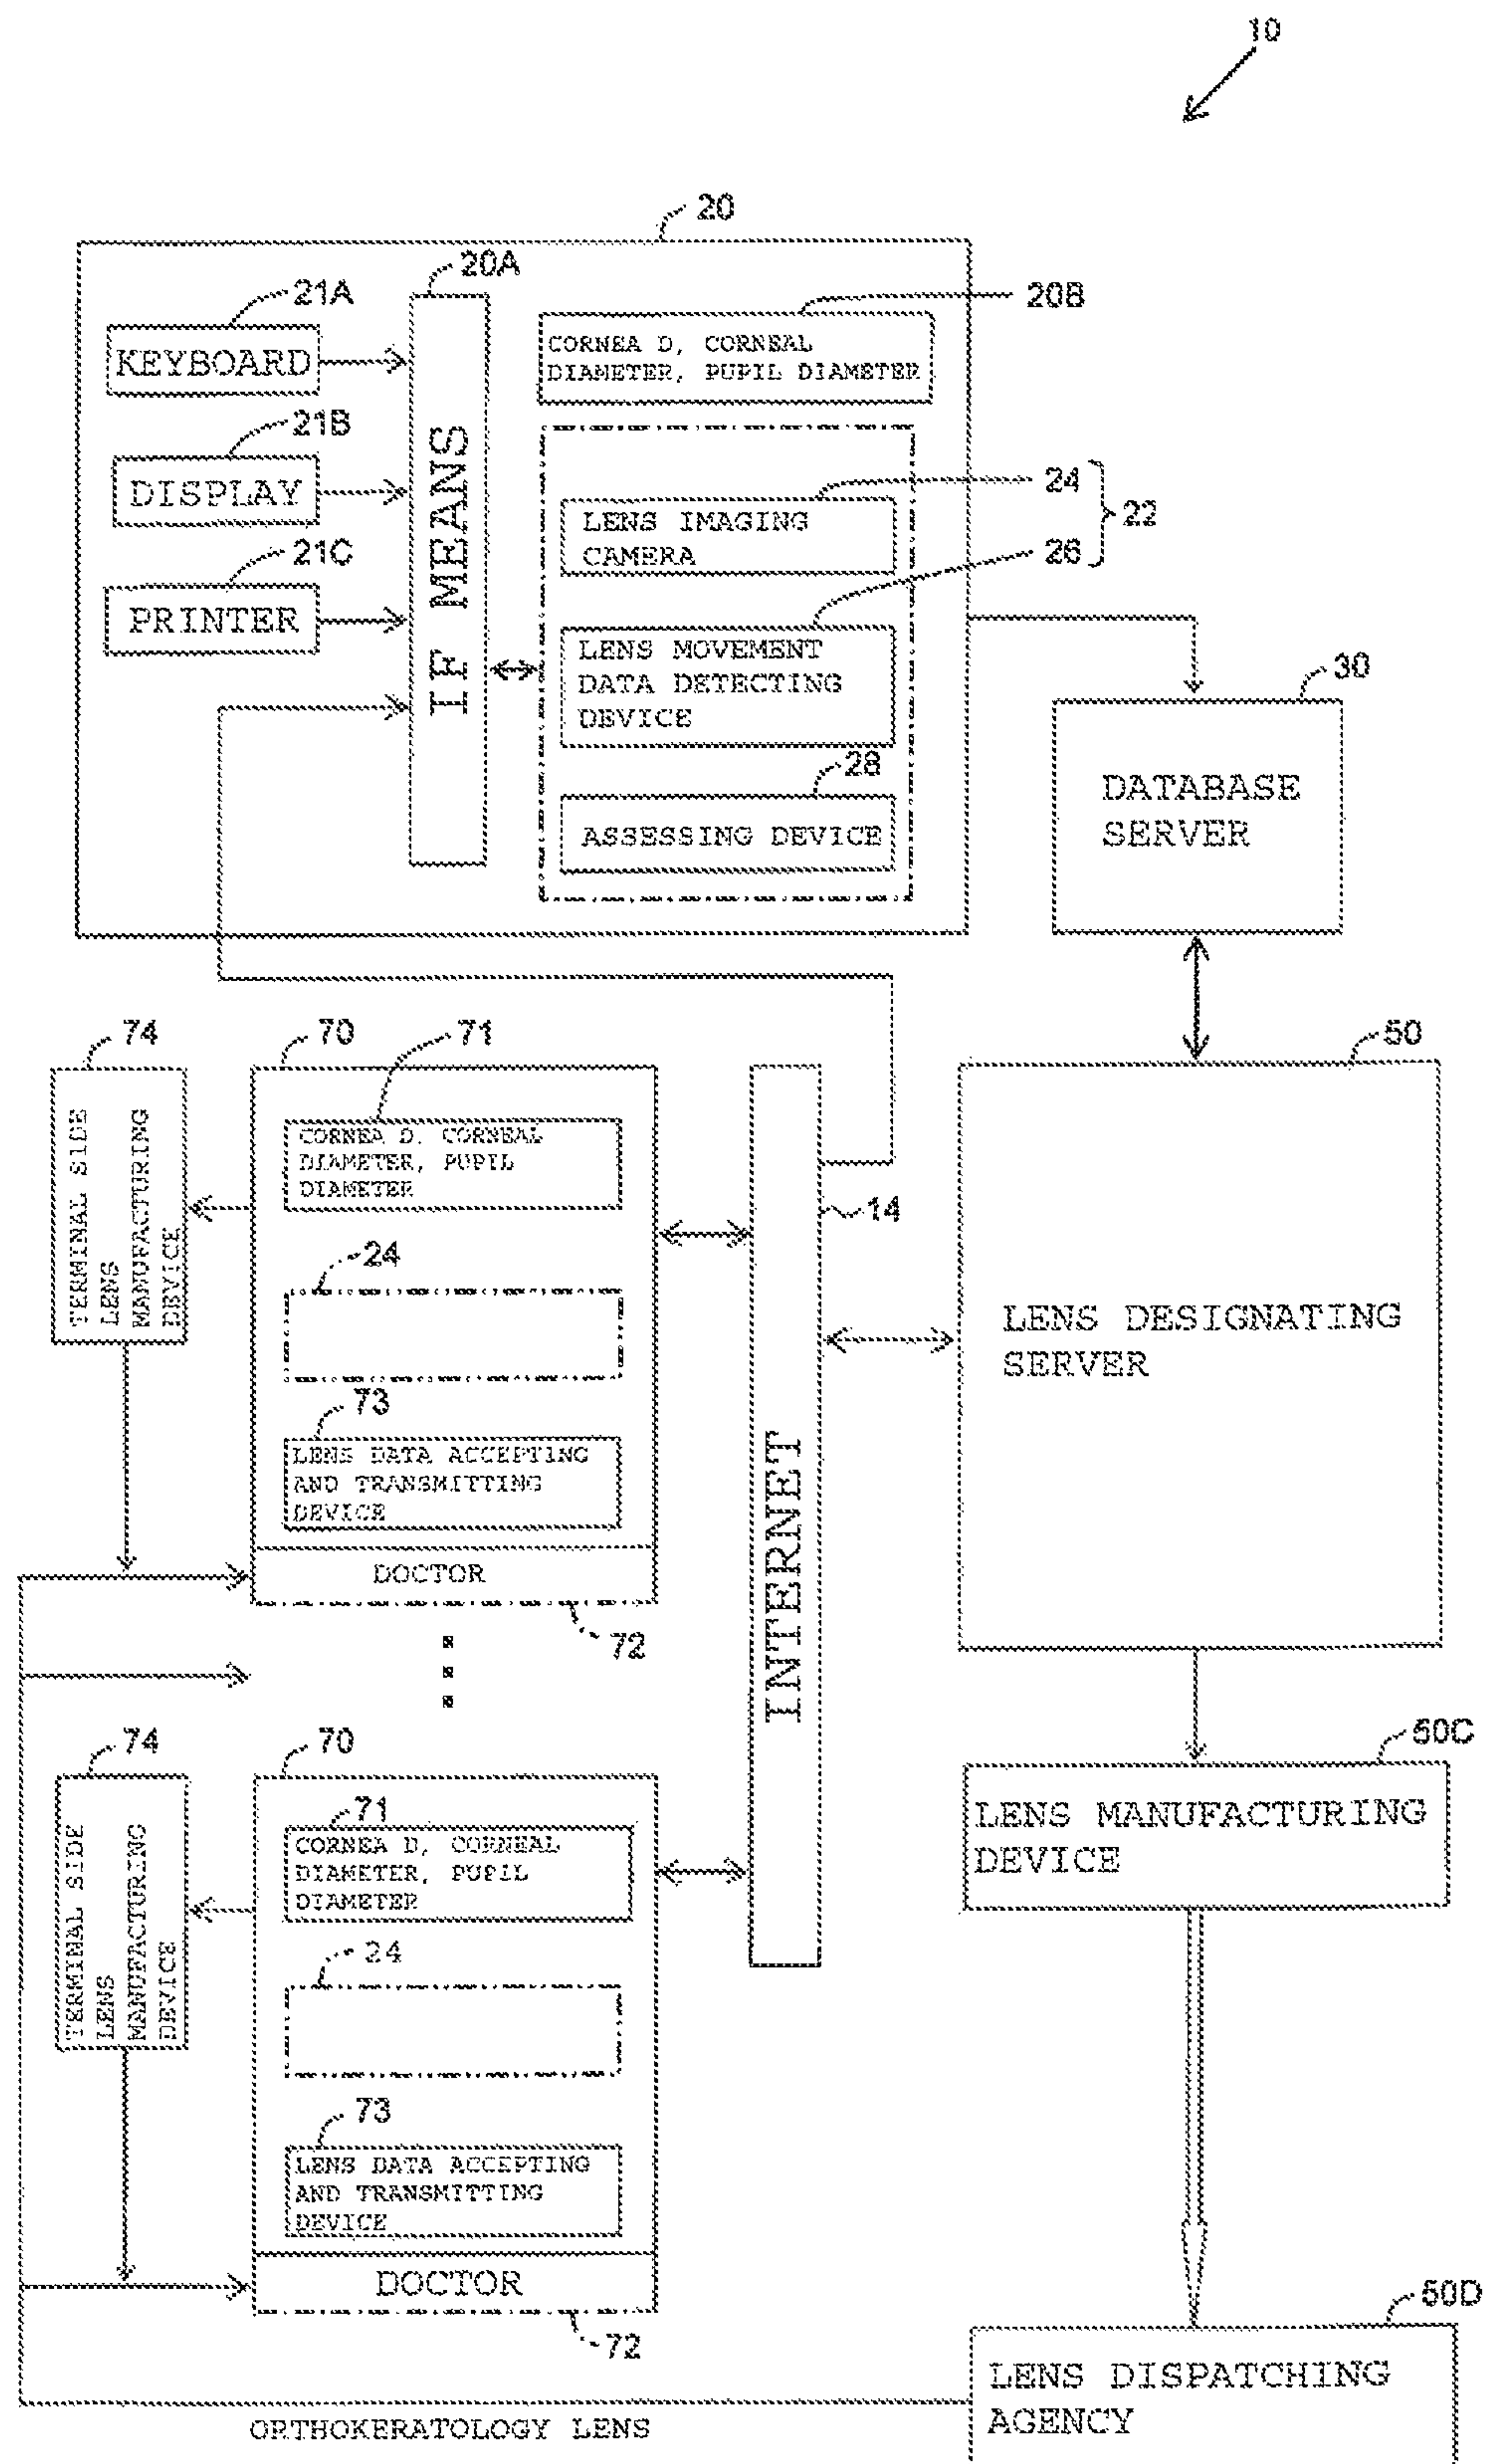 10
20
20A
21A
20B
KEYBOARD
CORNEA D, CORNEAL
DIAMETER, PUPIL DIAMETER
21B
DISPLAY
24
22
LENS IMAGING
CAMERA
21C
26
PRINTER
IF MEANS
LENS MOVEMENT
DATA DETECTING
DEVICE
30
28
ASSESSING DEVICE
DATABASE
SERVER
74
70
71
50
TERMINAL SIDE
LENS
MANUFACTURING
DEVICE
CORNEA D. CORNEAL
DIAMETER, PUPIL
DIAMETER
14
24
LENS DESIGNATING
SERVER
73
LENS DATA ACCEPTING
AND TRANSMITTING
DEVICE
INTERNET
DOCTOR
72
74
70
50C
71
TERMINAL SIDE
LENS
MANUFACTURING
DEVICE
CORNEA D, CORNEAL
DIAMETER, PUPIL
DIAMETER
LENS MANUFACTURING
DEVICE
24
73
LENS DATA ACCEPTING
AND TRANSMITTING
DEVICE
DOCTOR
72
50D
LENS DISPATCHING
AGENCY
ORTHOKERATOLOGY LENS